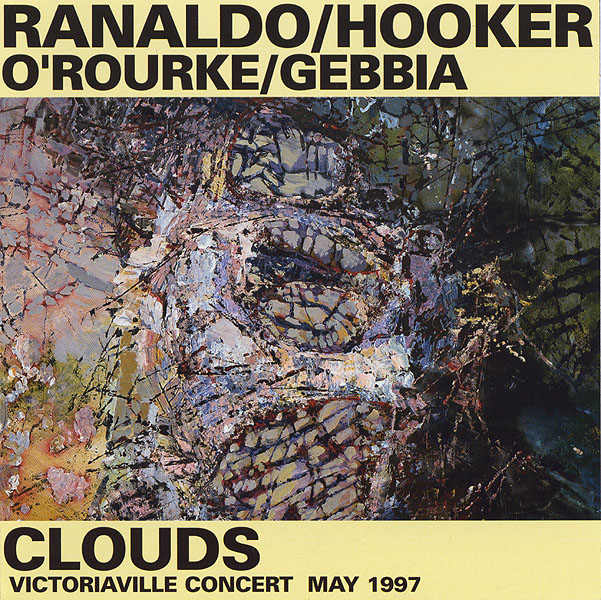 RANALDO/HOOKER
O'ROURKE/GEBBIA
CLOUDS
VICTORIAVILLE CONCERT MAY 1997